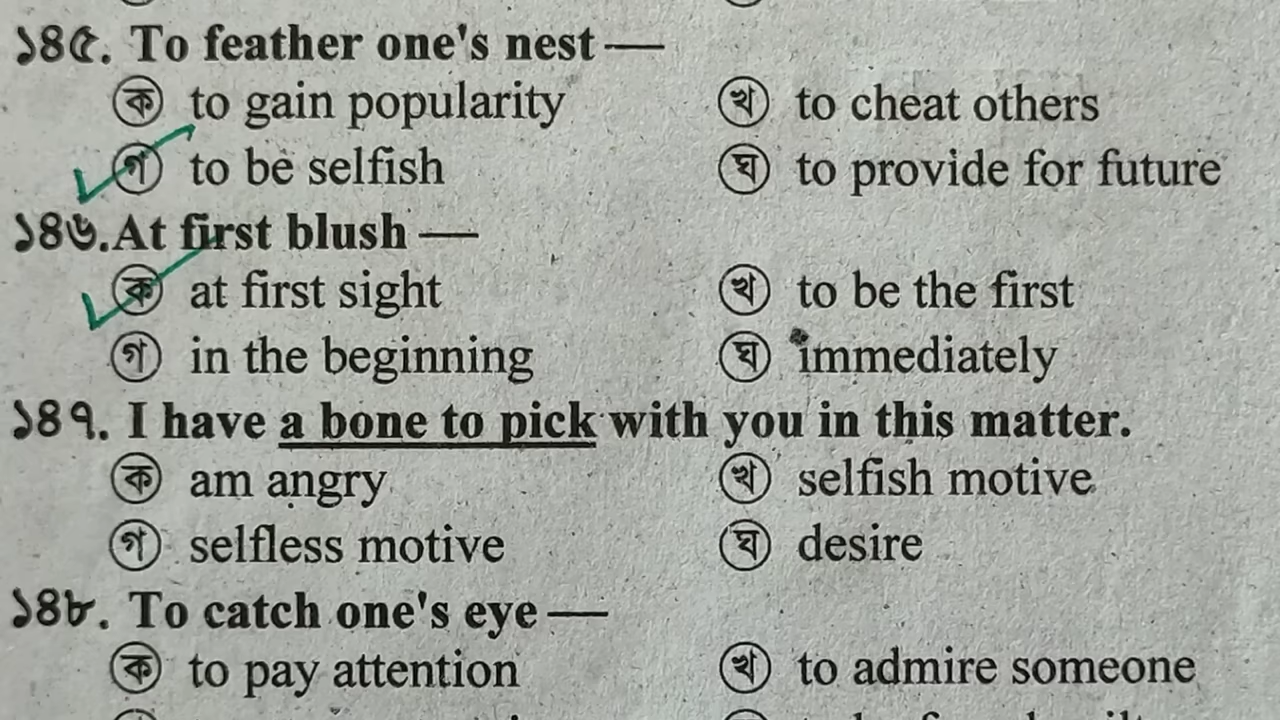 ১৪৫. To feather one's nest —
ক to gain popularity খ to cheat others
গ to be selfish ঘ to provide for future
১৪৬. At first blush —
ক at first sight খ to be the first
গ in the beginning ঘ immediately
১৪৭. I have a bone to pick with you in this matter.
ক am angry খ selfish motive
গ selfless motive ঘ desire
১৪৮. To catch one's eye —
ক to pay attention খ to admire someone